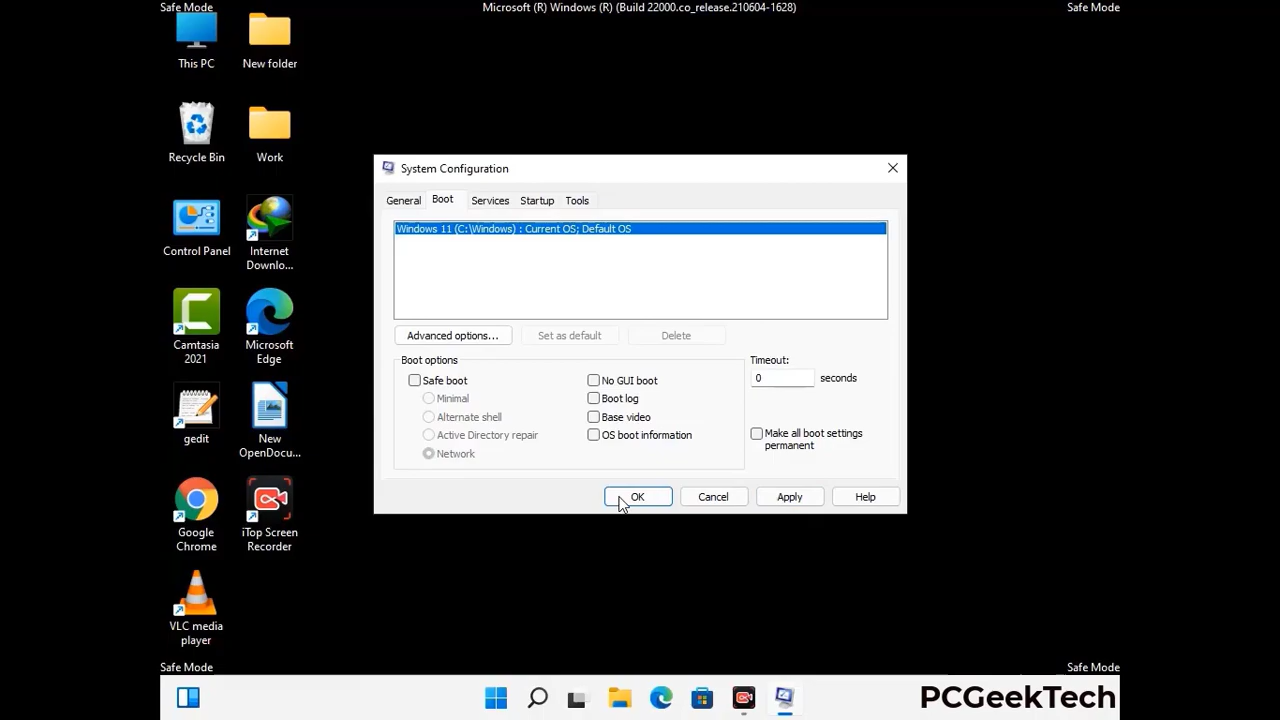 Safe Mode
Microsoft (R) Windows (R) (Build 22000.co_release.210604-1628)
Safe Mode
This PC
New folder
Recycle Bin
Work
Control Panel
Internet
Downlo...
Camtasia
2021
Microsoft
Edge
gedit
New
OpenDocu...
Google
Chrome
iTop Screen
Recorder
VLC media
player
System Configuration
General
Boot
Services
Startup
Tools
Windows 11 (C:\Windows) : Current OS; Default OS
Advanced options...
Set as default
Delete
Boot options
Safe boot
Minimal
Alternate shell
Active Directory repair
Network
No GUI boot
Boot log
Base video
OS boot information
Timeout:
0 seconds
Make all boot settings
permanent
OK
Cancel
Apply
Help
Safe Mode
Safe Mode
PCGeekTech